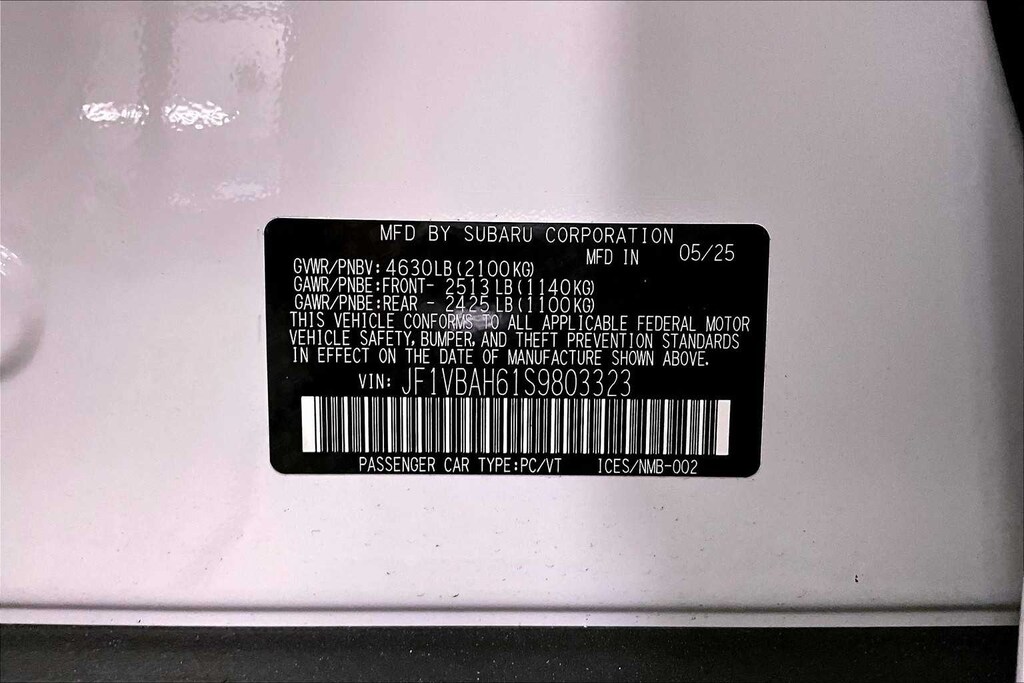 MFD BY SUBARU CORPORATION
MFD IN 05/25
GVWR/PNBV: 4630LB(2100KG)
GAWR/PNBE:FRONT- 2513LB(1140KG)
GAWR/PNBE:REAR - 2425LB(1100KG)
THIS VEHICLE CONFORMS TO ALL APPLICABLE FEDERAL MOTOR
VEHICLE SAFETY, BUMPER, AND THEFT PREVENTION STANDARDS
IN EFFECT ON THE DATE OF MANUFACTURE SHOWN ABOVE.
VIN: JF1VBAH61S9803323
PASSENGER CAR TYPE:PC/VT ICES/NMB-002